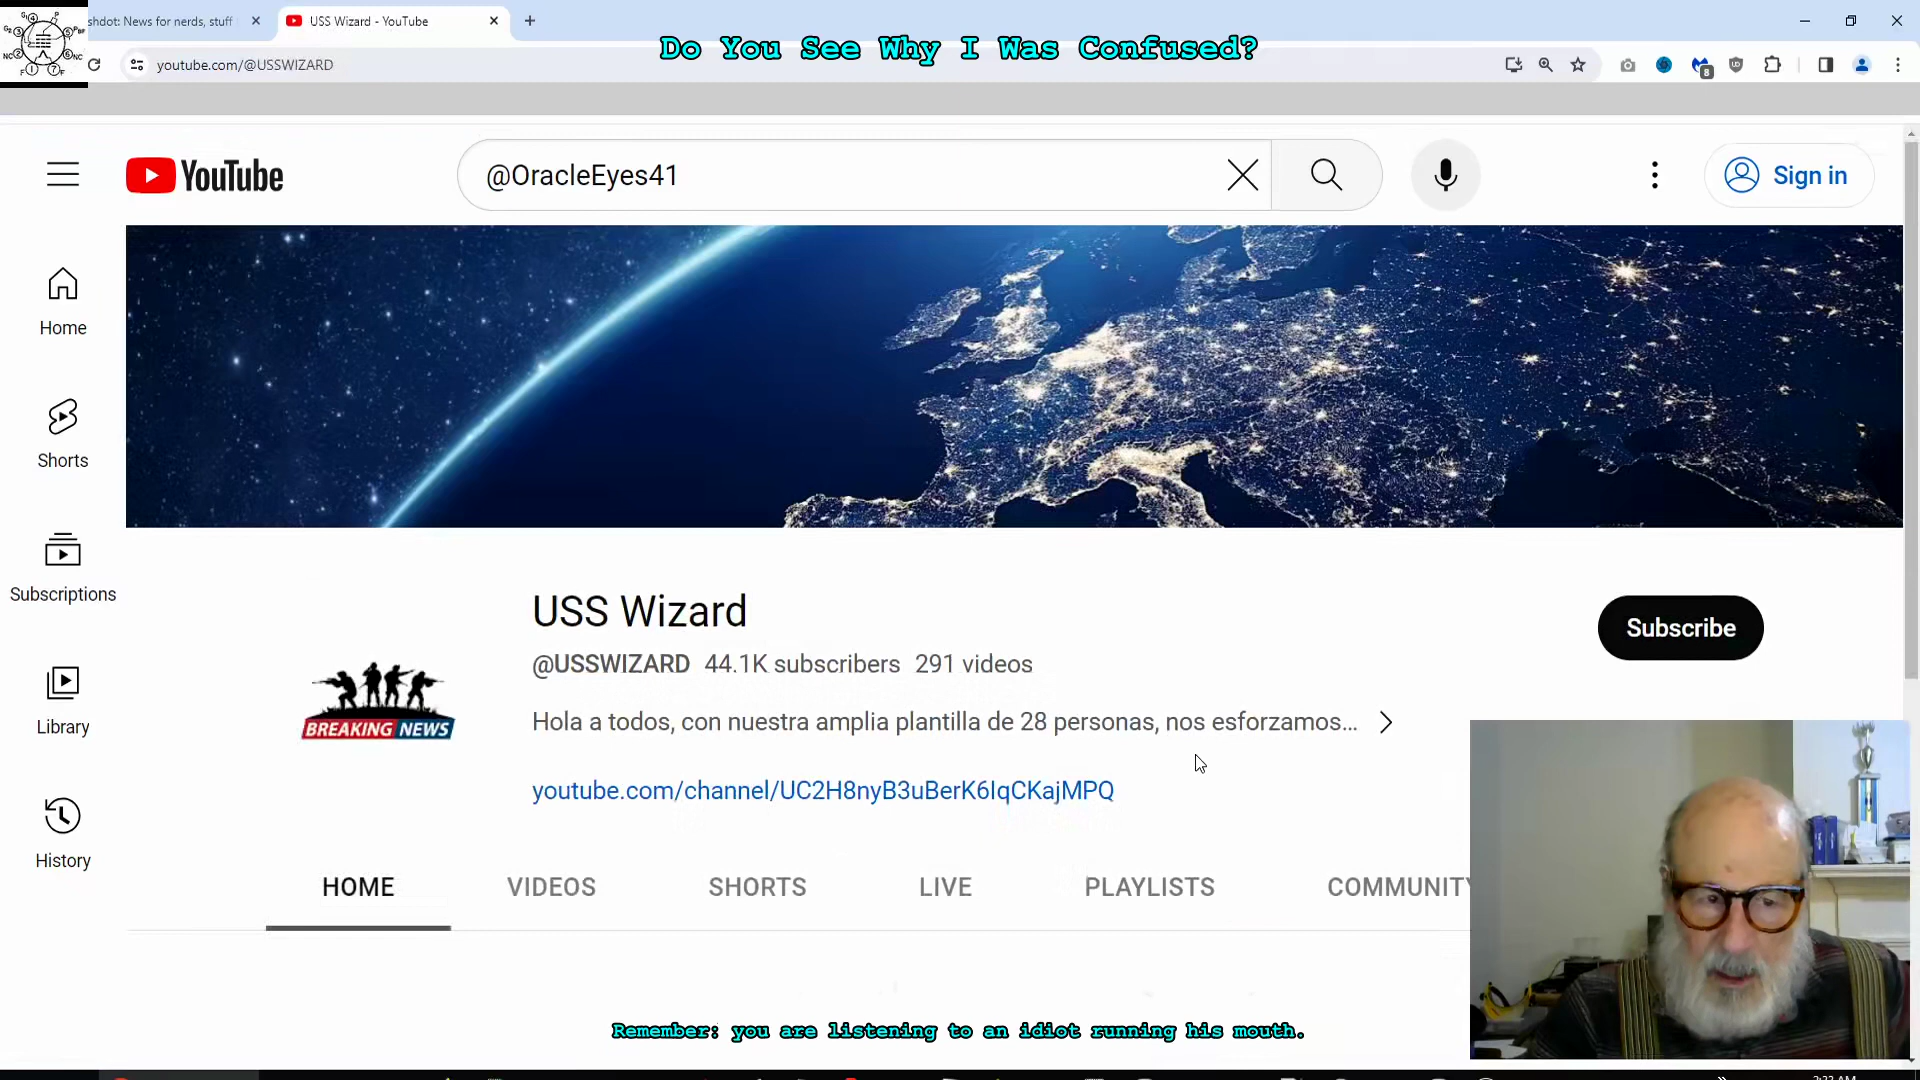 shdot: News for nerds, stuff
USS Wizard - YouTube
Do You See Why I Was Confused?
youtube.com/@USSWIZARD
8
YouTube
@OracleEyes41
Sign in
Home
Shorts
Subscriptions
Library
History
USS Wizard
@USSWIZARD 44.1K subscribers 291 videos
Subscribe
BREAKING NEWS
Hola a todos, con nuestra amplia plantilla de 28 personas, nos esforzamos...
youtube.com/channel/UC2H8nyB3uBerK6IqCKajMPQ
HOME VIDEOS SHORTS LIVE PLAYLISTS COMMUNITY
Remember: you are listening to an idiot running his mouth.